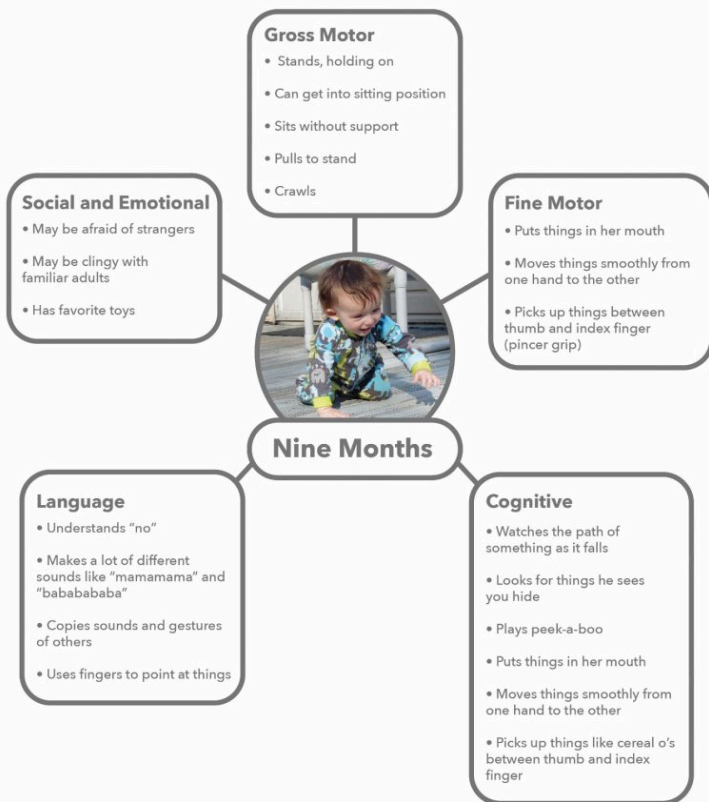 Gross Motor
• Stands, holding on
• Can get into sitting position
• Sits without support
• Pulls to stand
• Crawls
Social and Emotional
• May be afraid of strangers
• May be clingy with
familiar adults
• Has favorite toys
Fine Motor
• Puts things in her mouth
• Moves things smoothly from
one hand to the other
• Picks up things between
thumb and index finger
(pincer grip)
Nine Months
Language
• Understands “no”
• Makes a lot of different
sounds like “mamamama” and
“bababababa”
• Copies sounds and gestures
of others
• Uses fingers to point at things
Cognitive
• Watches the path of
something as it falls
• Looks for things he sees
you hide
• Plays peek-a-boo
• Puts things in her mouth
• Moves things smoothly from
one hand to the other
• Picks up things like cereal o’s
between thumb and index
finger